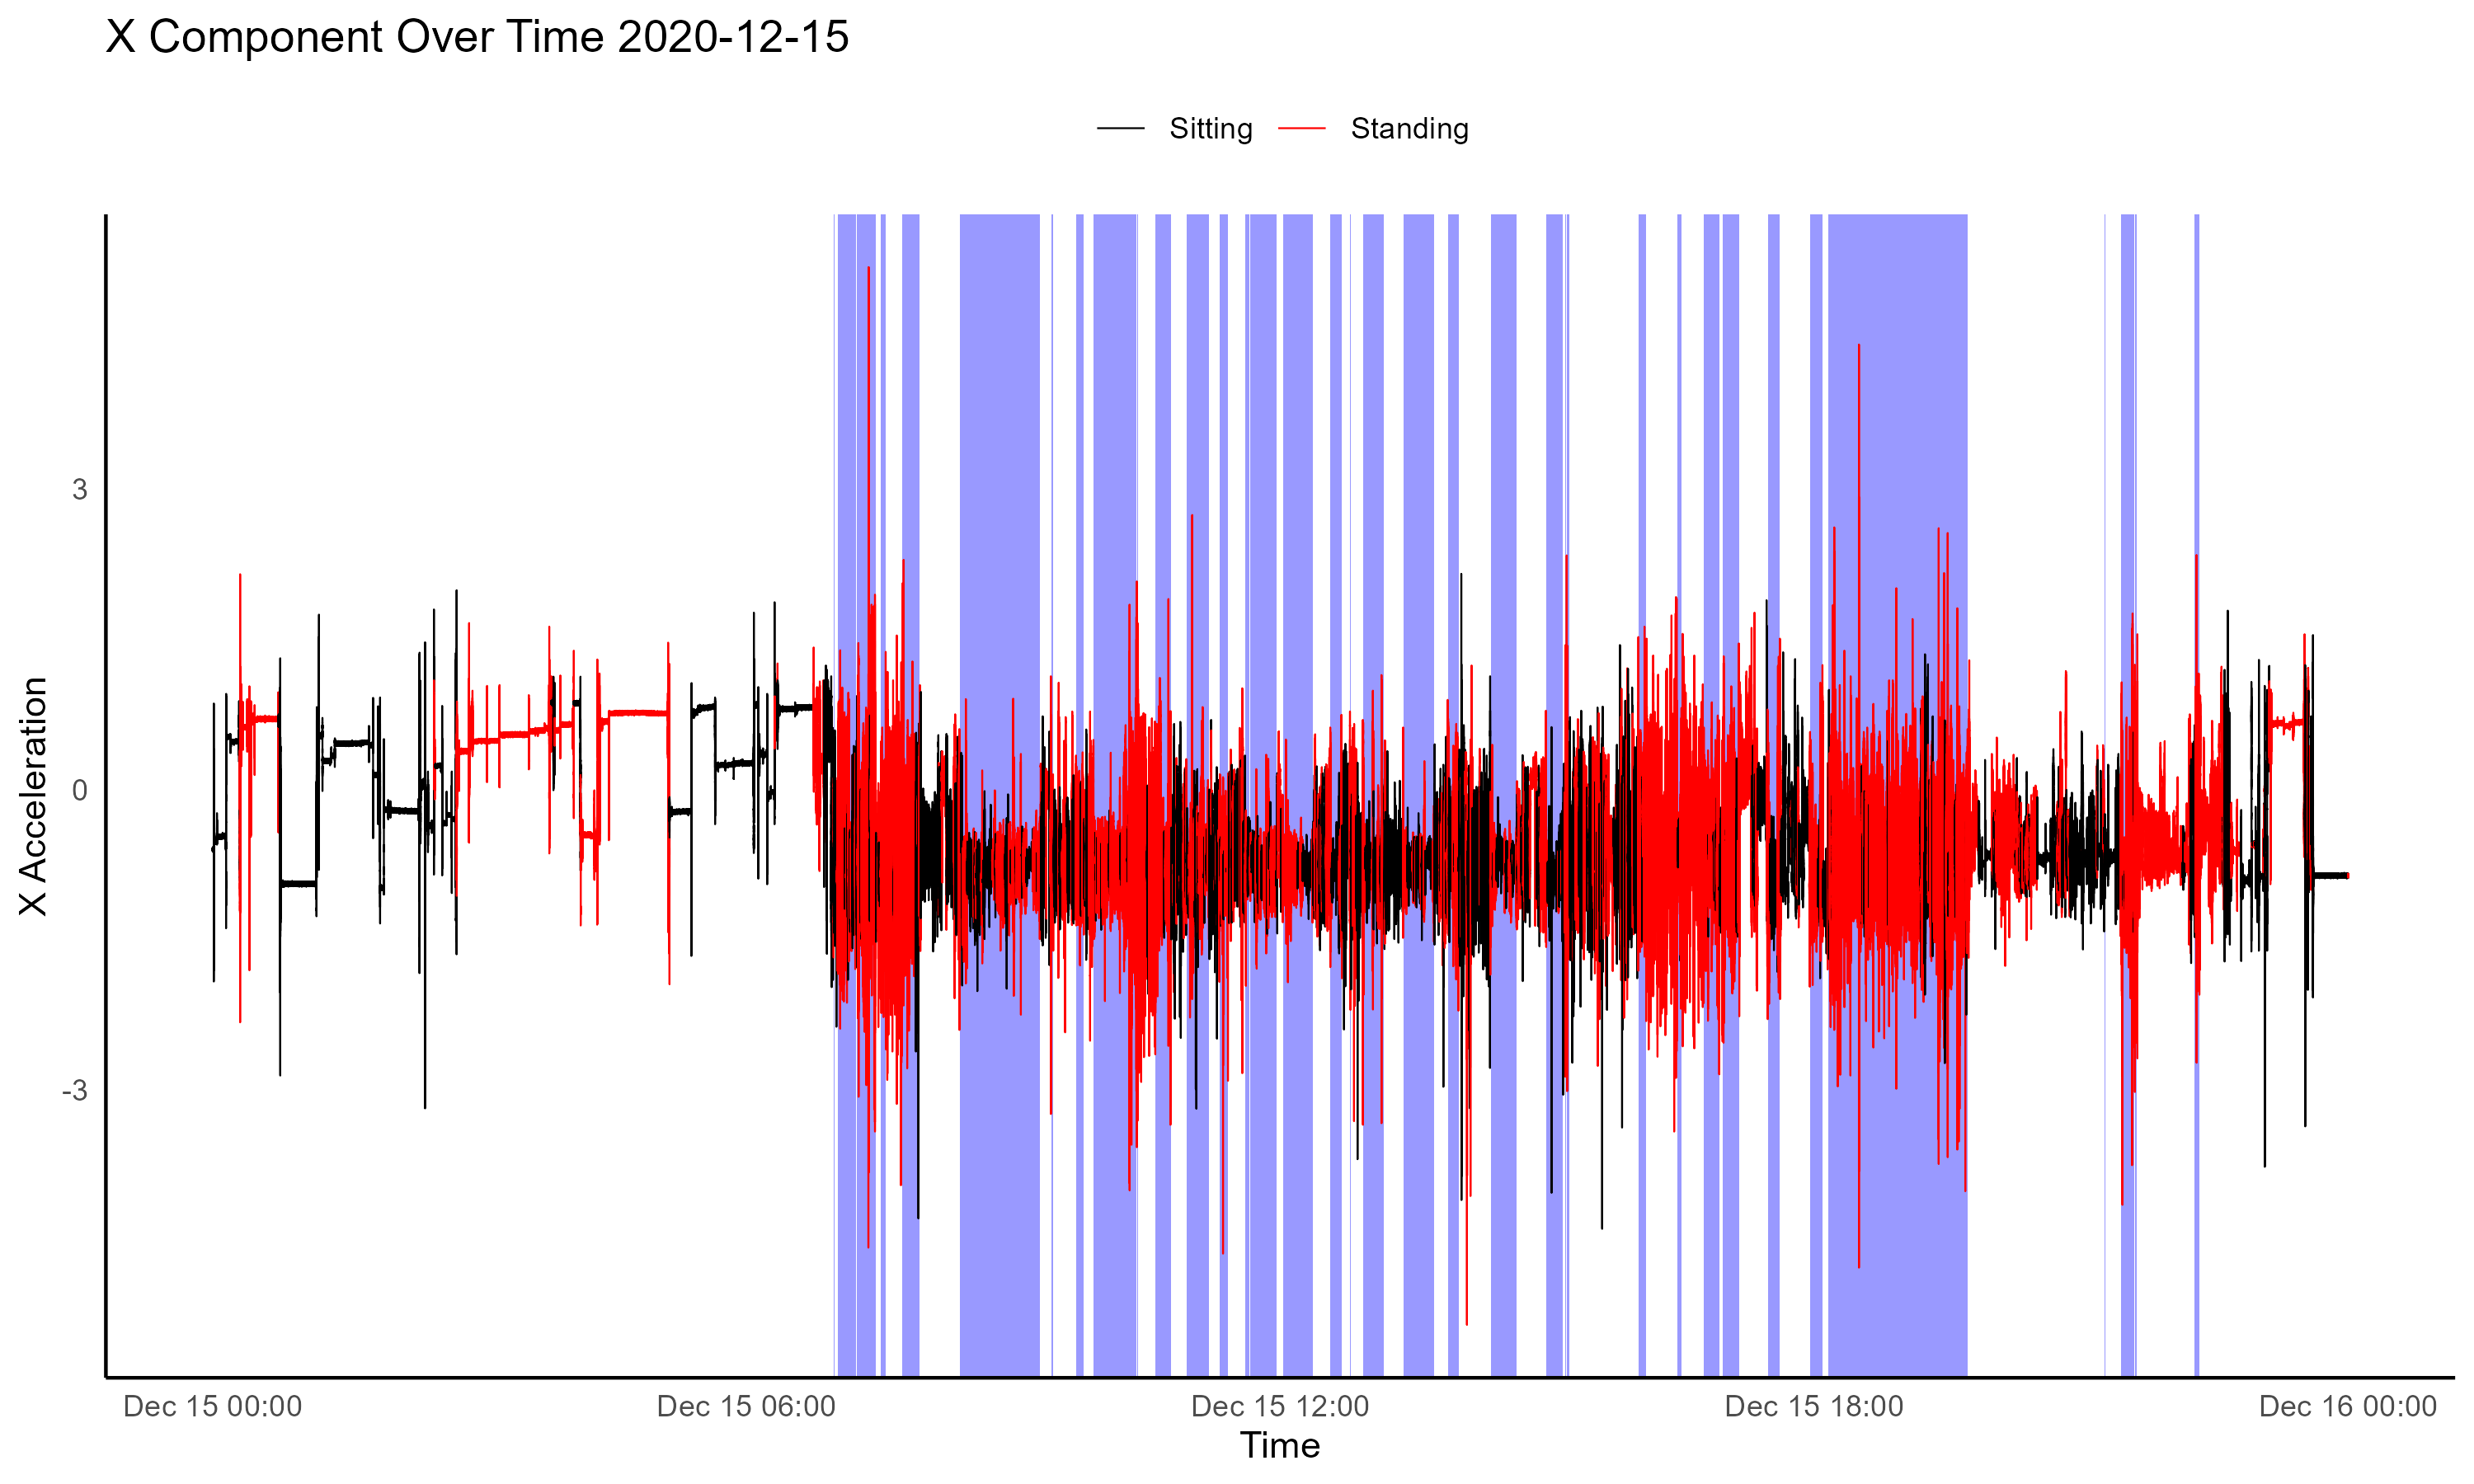 X Component Over Time 2020-12-15
Sitting Standing
X Acceleration
3
0
-3
Dec 15 00:00 Dec 15 06:00 Dec 15 12:00 Dec 15 18:00 Dec 16 00:00
Time